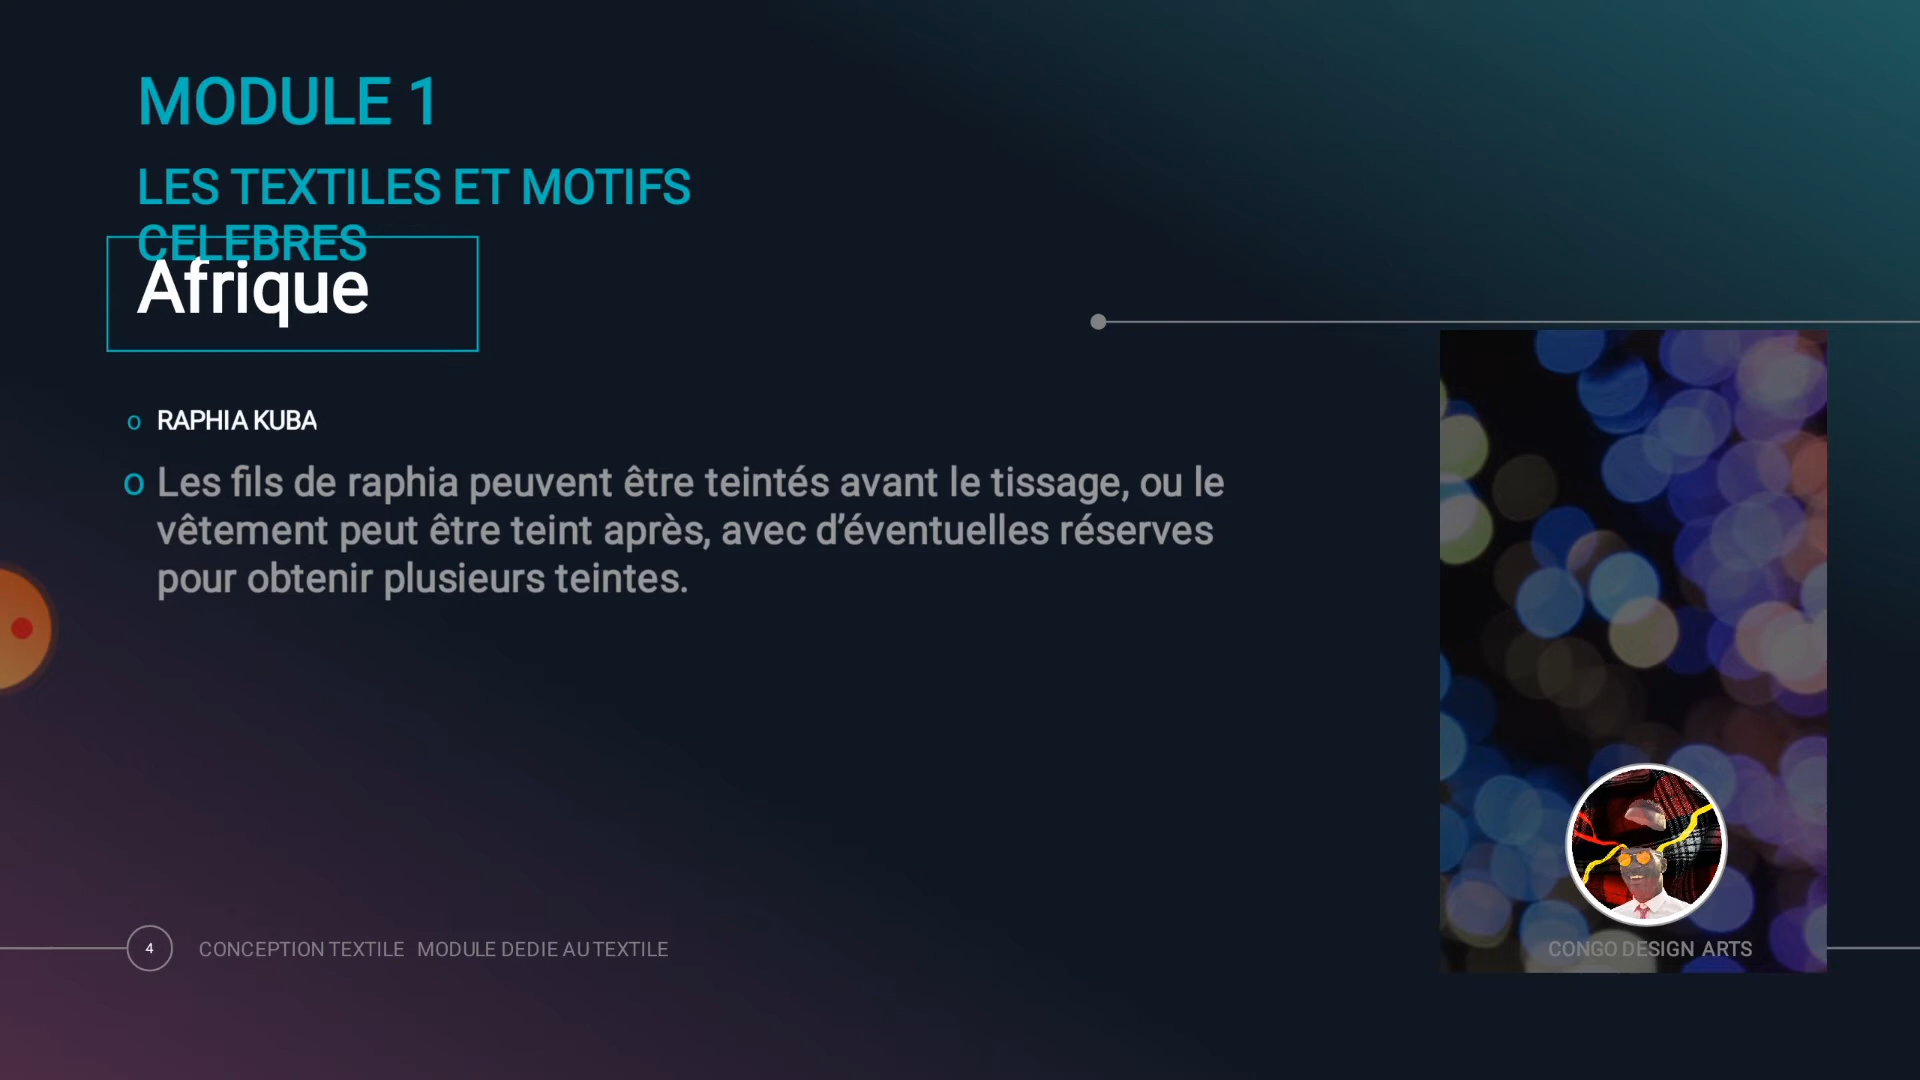 MODULE 1
LES TEXTILES ET MOTIFS
CELEBRES
Afrique
o RAPHIA KUBA
o Les fils de raphia peuvent être teintés avant le tissage, ou le
vêtement peut être teint après, avec d’éventuelles réserves
pour obtenir plusieurs teintes.
4 CONCEPTION TEXTILE MODULE DEDIE AU TEXTILE
CONGO DESIGN ARTS